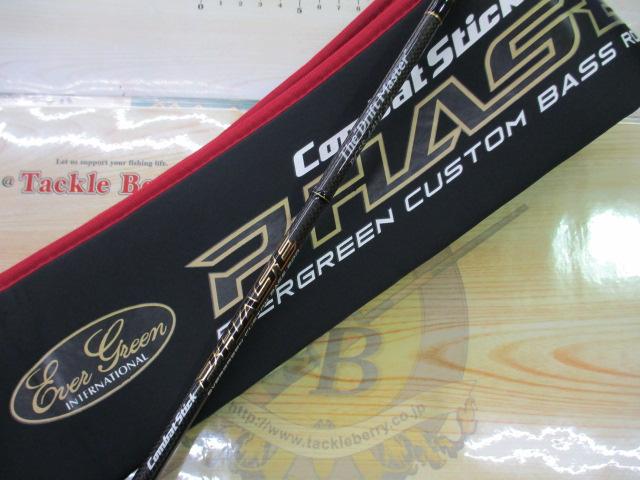 Let us support your fishing life.
@ Tackle Be
Combat Stick
PHASE
EVERGREEN CUSTOM BASS R
The Drift Master
PHASE
Combat Stick
Ever Green
INTERNATIONAL
B
http://www.tackleberry.co.jp